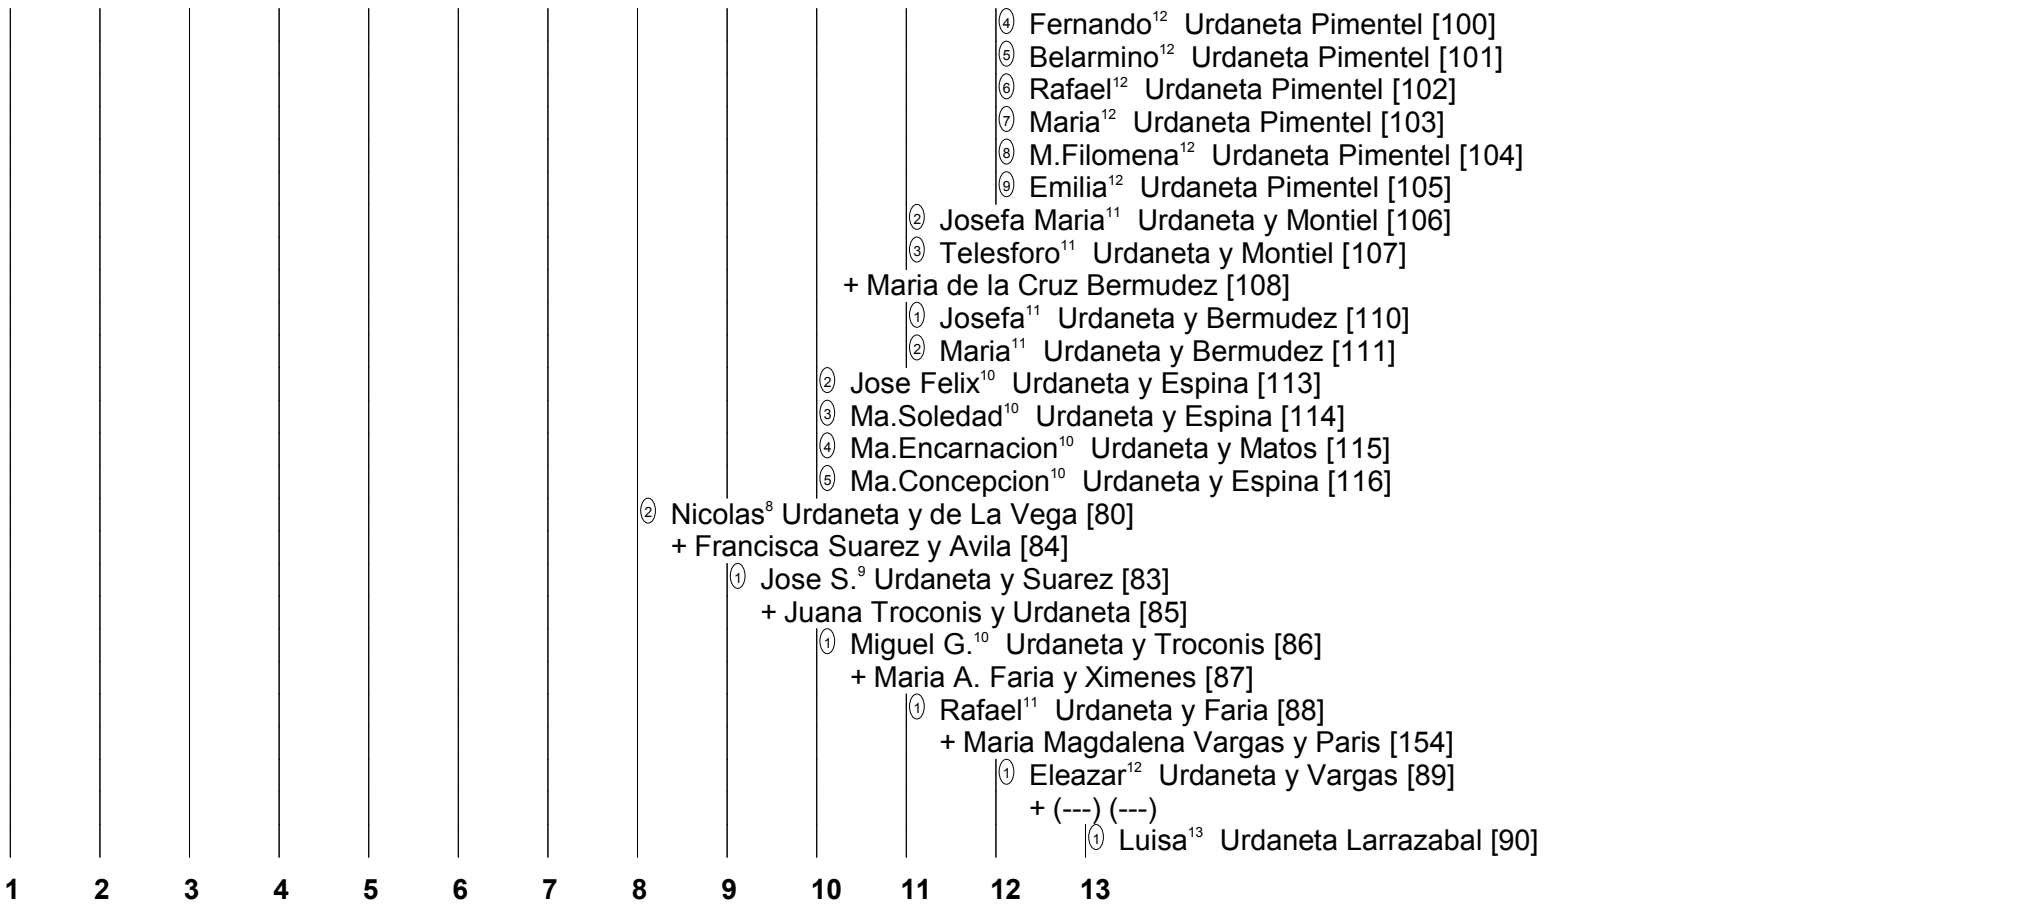 ④ Fernando¹² Urdaneta Pimentel [100]
⑤ Belarmino¹² Urdaneta Pimentel [101]
⑥ Rafael¹² Urdaneta Pimentel [102]
⑦ Maria¹² Urdaneta Pimentel [103]
⑧ M.Filomena¹² Urdaneta Pimentel [104]
⑨ Emilia¹² Urdaneta Pimentel [105]
② Josefa Maria¹¹ Urdaneta y Montiel [106]
③ Telesforo¹¹ Urdaneta y Montiel [107]
+ Maria de la Cruz Bermudez [108]
① Josefa¹¹ Urdaneta y Bermudez [110]
② Maria¹¹ Urdaneta y Bermudez [111]
② Jose Felix¹⁰ Urdaneta y Espina [113]
③ Ma.Soledad¹⁰ Urdaneta y Espina [114]
④ Ma.Encarnacion¹⁰ Urdaneta y Matos [115]
⑤ Ma.Concepcion¹⁰ Urdaneta y Espina [116]
② Nicolas⁸ Urdaneta y de La Vega [80]
+ Francisca Suarez y Avila [84]
① Jose S.⁹ Urdaneta y Suarez [83]
+ Juana Troconis y Urdaneta [85]
① Miguel G.¹⁰ Urdaneta y Troconis [86]
+ Maria A. Faria y Ximenes [87]
① Rafael¹¹ Urdaneta y Faria [88]
+ Maria Magdalena Vargas y Paris [154]
① Eleazar¹² Urdaneta y Vargas [89]
+ (---) (---)
① Luisa¹³ Urdaneta Larrazabal [90]
1 2 3 4 5 6 7 8 9 10 11 12 13